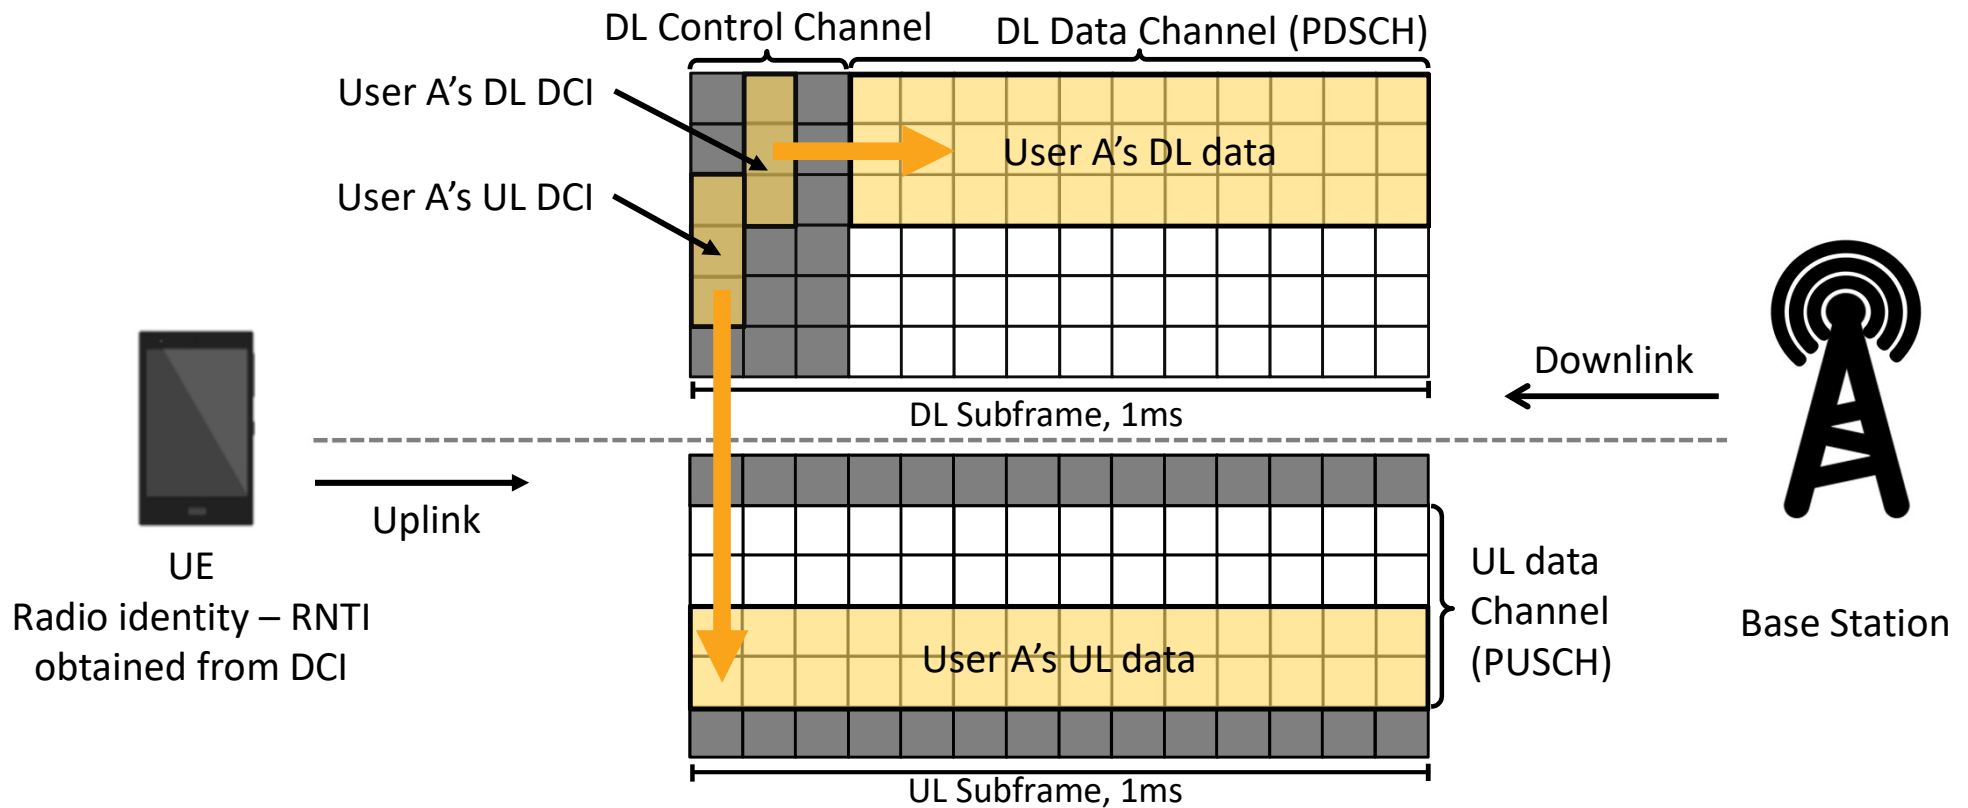 DL Control Channel
DL Data Channel (PDSCH)
User A’s DL DCI
User A’s DL data
User A’s UL DCI
Downlink
DL Subframe, 1ms
Uplink
UE
Radio identity – RNTI
obtained from DCI
UL data
Channel
(PUSCH)
Base Station
User A’s UL data
UL Subframe, 1ms